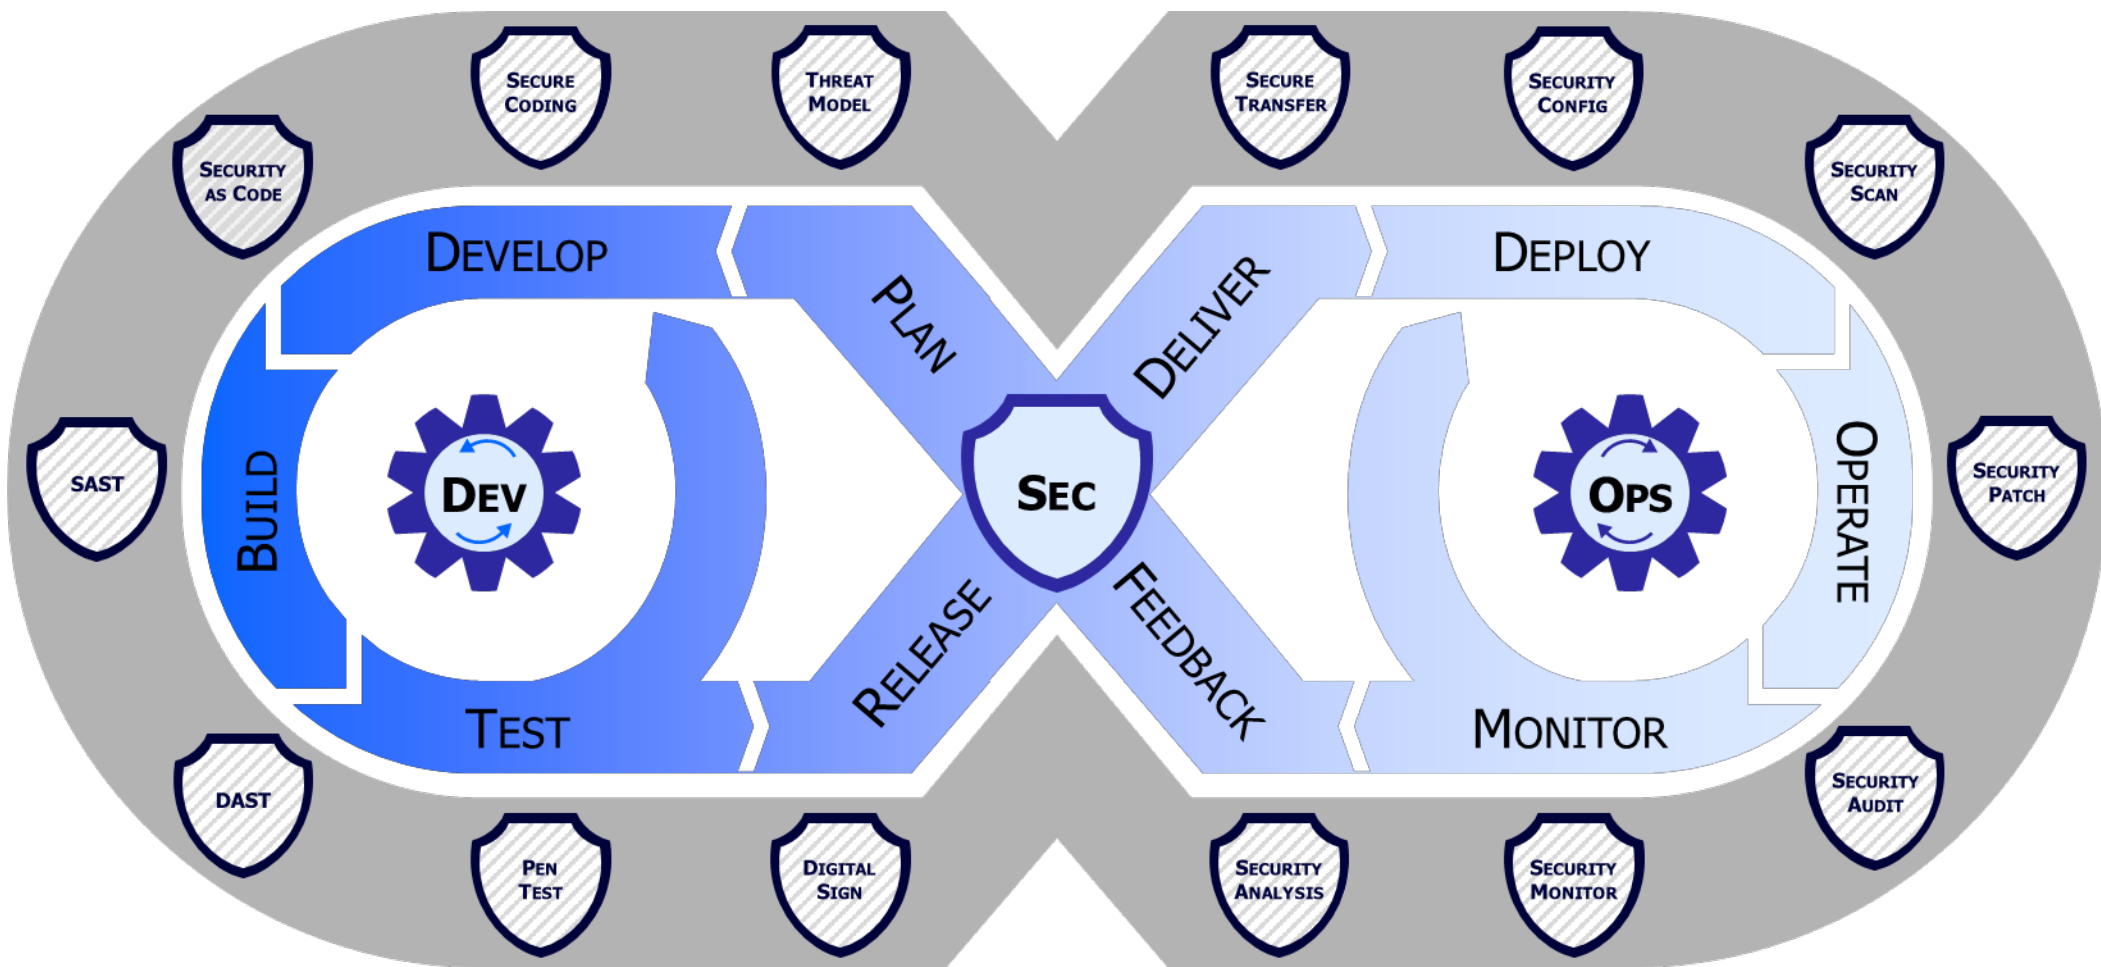 SECURE
CODING
THREAT
MODEL
SECURE
TRANSFER
SECURITY
CONFIG
SECURITY
AS CODE
SECURITY
SCAN
DEVELOP
PLAN
DELIVER
DEPLOY
SAST
BUILD
DEV
SEC
OPS
OPERATE
SECURITY
PATCH
TEST
RELEASE
FEEDBACK
MONITOR
DAST
SECURITY
AUDIT
PEN
TEST
DIGITAL
SIGN
SECURITY
ANALYSIS
SECURITY
MONITOR